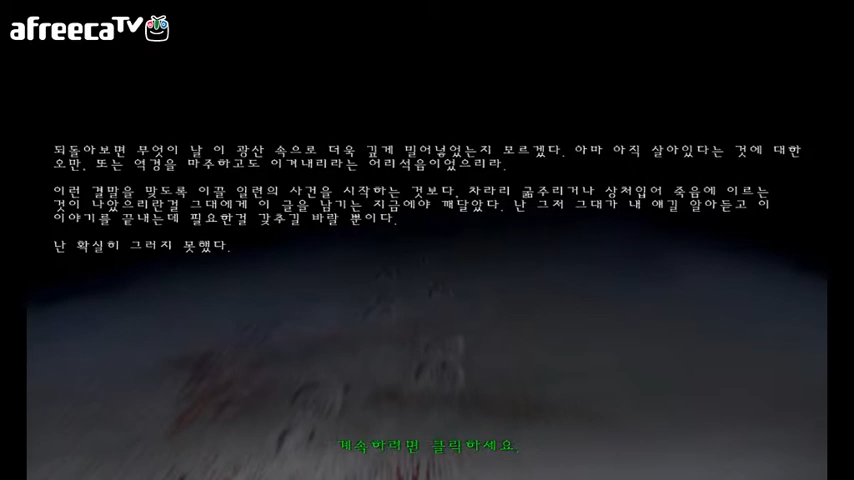 afreecaTV
되돌아보면 무엇이 날 이 광산 속으로 더욱 깊게 밀어넣었는지 모르겠다. 아마 아직 살아있다는 것에 대한
오만, 또는 역경을 마주하고도 이겨내리라는 어리석음이었으리라.
이런 결말을 맞도록 이끌 일련의 사건을 시작하는 것보다, 차라리 굶주리거나 상처입어 죽음에 이르는
것이 나았으리란걸 그대에게 이 글을 남기는 지금에야 깨달았다. 난 그저 그대가 내 얘길 알아듣고 이
이야기를 끝내는데 필요한걸 갖추길 바랄 뿐이다.
난 확실히 그러지 못했다.
계속하려면 클릭하세요.